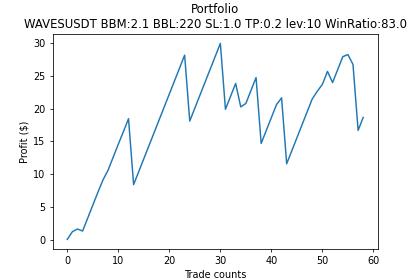 Portfolio
WAVESUSDT BBM:2.1 BBL:220 SL:1.0 TP:0.2 lev:10 WinRatio:83.0
30
25
20
15
10
5
0
Profit ($)
0 10 20 30 40 50 60
Trade counts